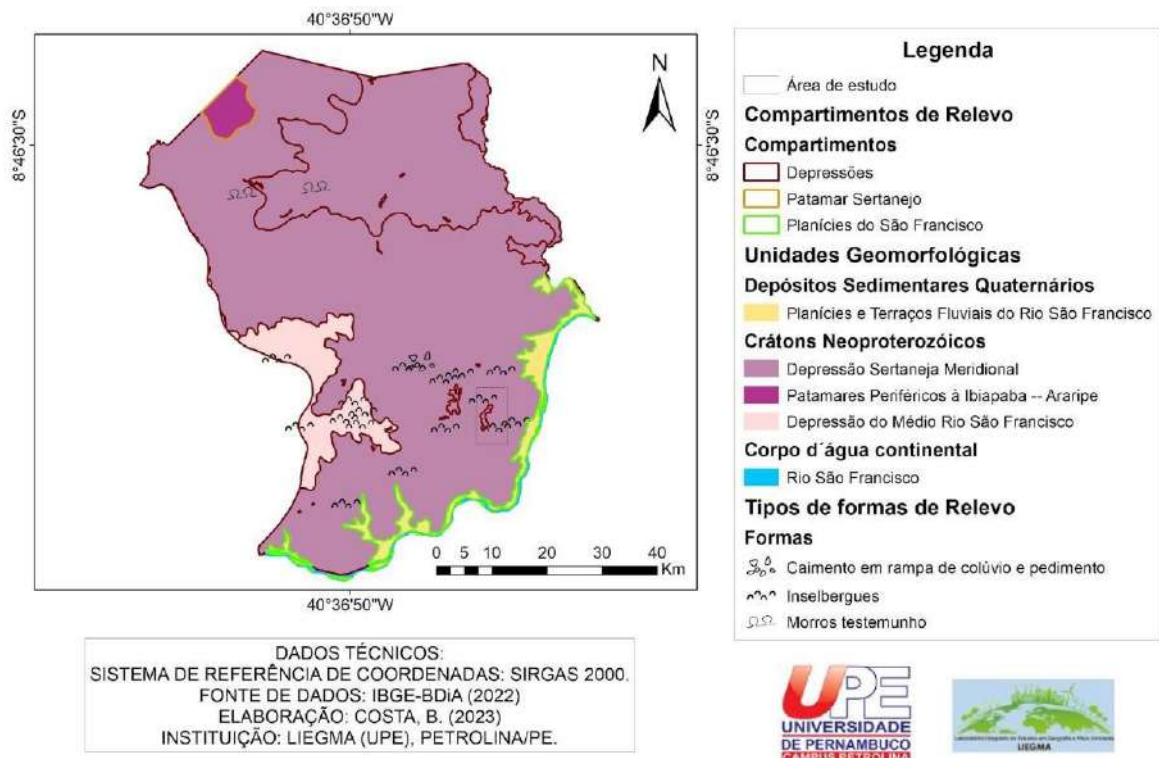 40°36'50"W
8°46'30"S
N
8°46'30"S
0 5 10 20 30 40
Km
40°36'50"W
Legenda
Área de estudo
Compartimentos de Relevo
Compartimentos
Depressões
Patamar Sertanejo
Planícies do São Francisco
Unidades Geomorfológicas
Depósitos Sedimentares Quaternários
Planícies e Terraços Fluviais do Rio São Francisco
Crátons Neoproterozóicos
Depressão Sertaneja Meridional
Patamares Periféricos à Ibiapaba -- Araripe
Depressão do Médio Rio São Francisco
Corpo d´água continental
Rio São Francisco
Tipos de formas de Relevo
Formas
Caimento em rampa de colúvio e pedimento
Inselbergues
Morros testemunho
DADOS TÉCNICOS:
SISTEMA DE REFERÊNCIA DE COORDENADAS: SIRGAS 2000.
FONTE DE DADOS: IBGE-BDiA (2022)
ELABORAÇÃO: COSTA, B. (2023)
INSTITUIÇÃO: LIEGMA (UPE), PETROLINA/PE.
UPE
UNIVERSIDADE
DE PERNAMBUCO
CAMPUS PETROLINA
LIEGMA